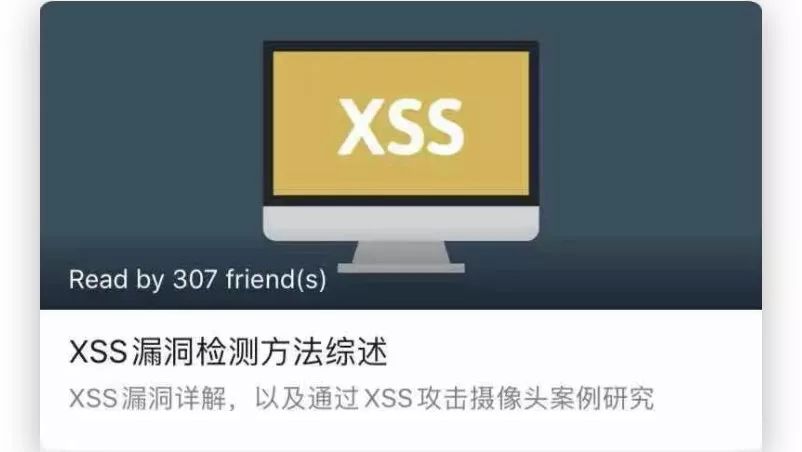 XSS
Read by 307 friend(s)
XSS漏洞检测方法综述
XSS漏洞详解，以及通过XSS攻击摄像头案例研究